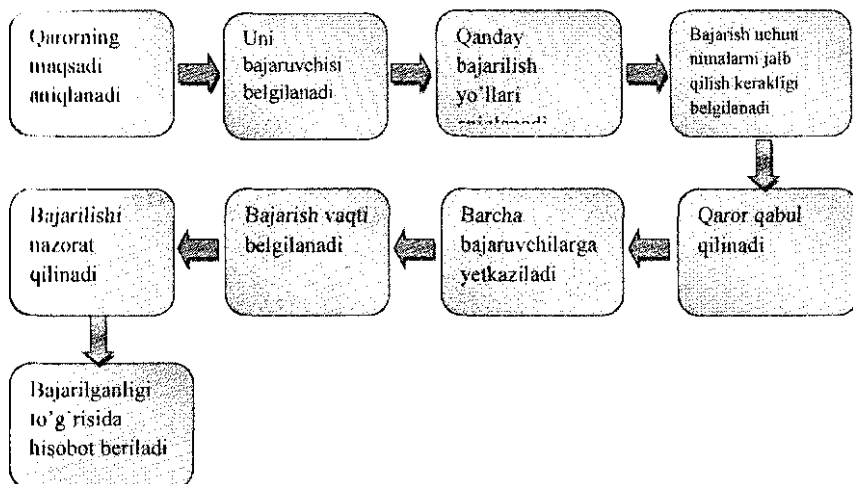 Qarorning
maqsadi
aniqlanadi
Uni
bajaruvchisi
belgilanadi
Qanday
bajarilish
yo'llari
aniqlanadi
Bajarish uchun
nimalarni jalb
qilish kerakligi
belgilanadi
Qaror qabul
qilinadi
Barcha
bajaruvchilarga
yetkaziladi
Bajarish vaqti
belgilanadi
Bajarilishi
nazorat
qilinadi
Bajarilganligi
to'g'risida
hisobot beriladi